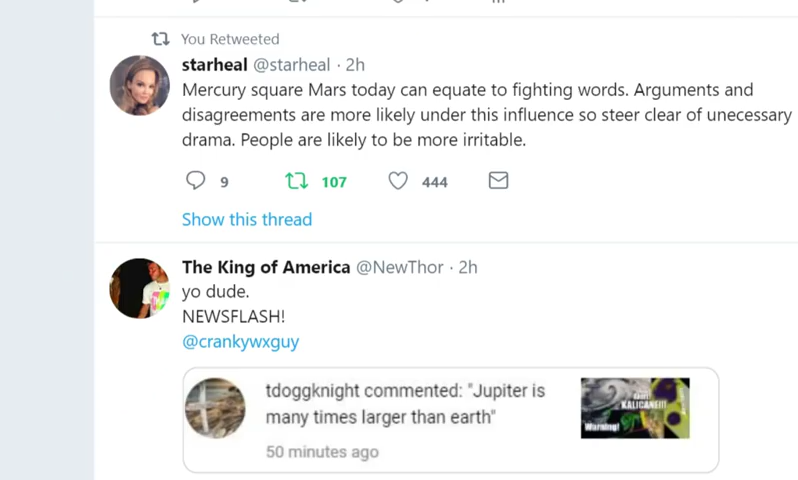 You Retweeted
starheal @starheal · 2h
Mercury square Mars today can equate to fighting words. Arguments and
disagreements are more likely under this influence so steer clear of unecessary
drama. People are likely to be more irritable.
9 107 444
Show this thread
The King of America @NewThor · 2h
yo dude.
NEWSFLASH!
@crankywxguy
tdoggknight commented: "Jupiter is
many times larger than earth"
50 minutes ago
KALICANE!!!
Warning!